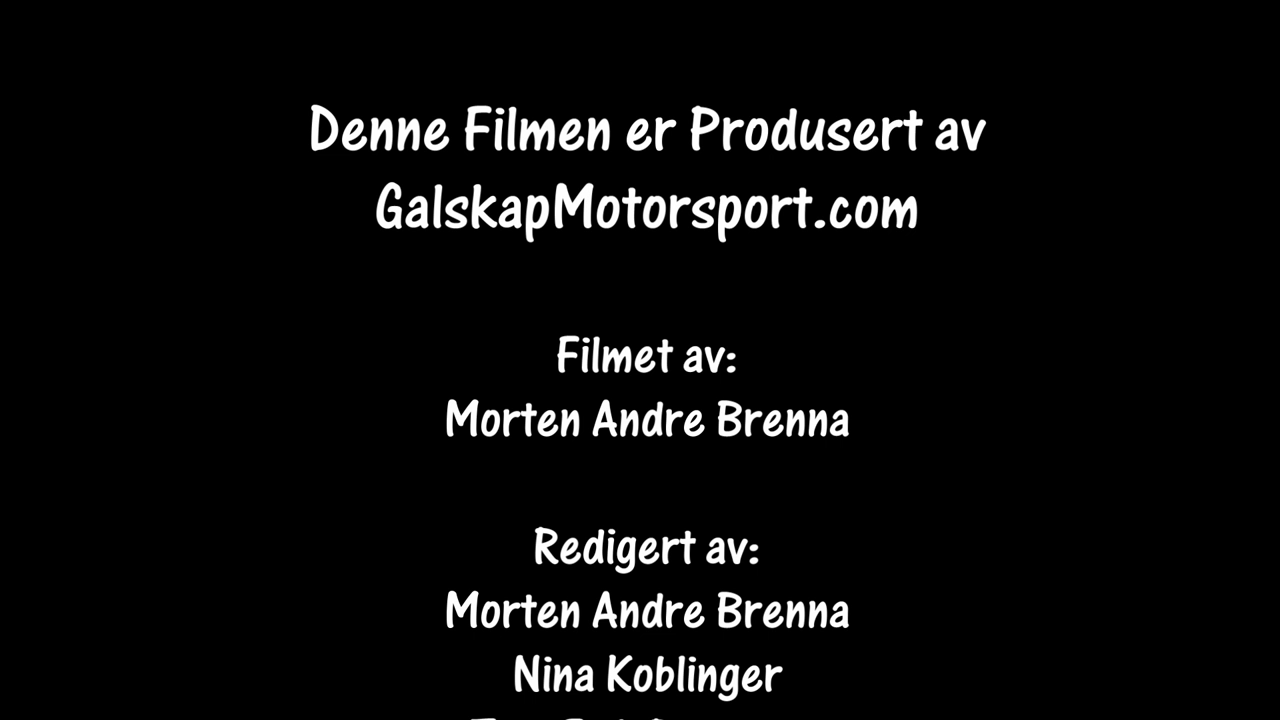 Denne Filmen er Produsert av
GalskapMotorsport.com
Filmet av:
Morten Andre Brenna
Redigert av:
Morten Andre Brenna
Nina Koblinger